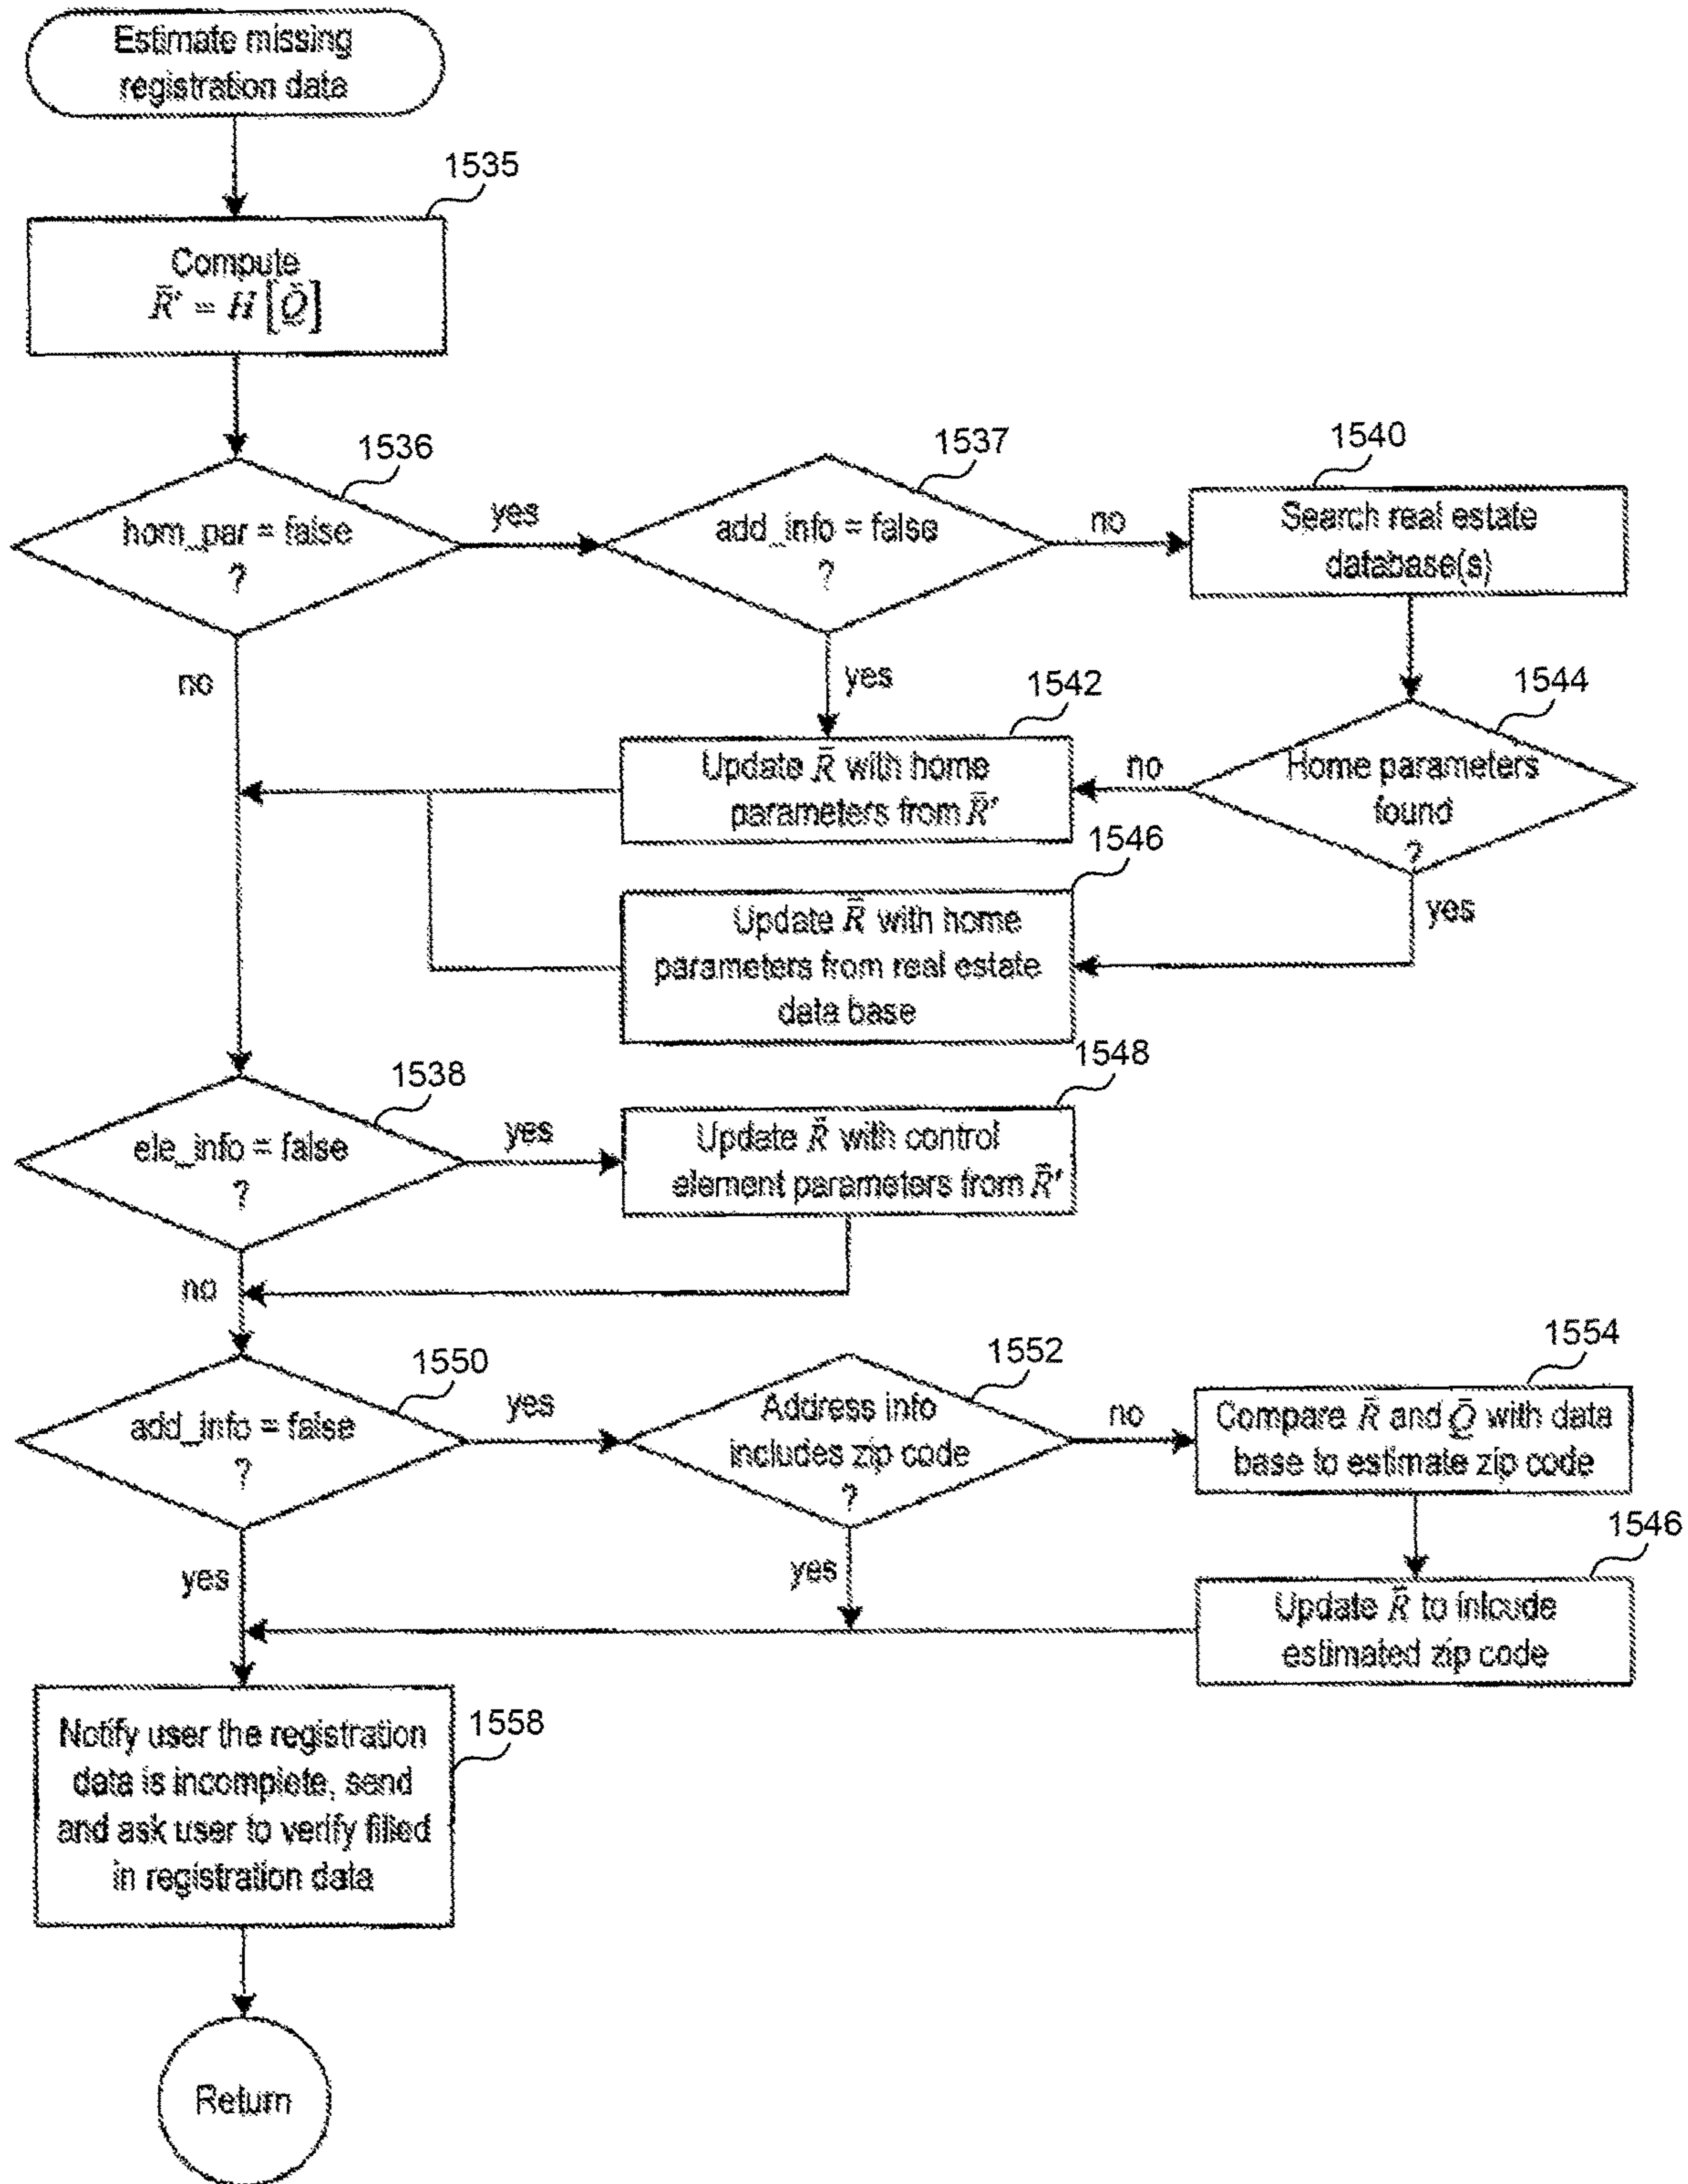 Estimate missing
registration data
1535
Compute
R̄' = H [Q̄]
1536
hom_par = false
?
yes
no
1537
add_info = false
?
no
yes
1540
Search real estate
database(s)
1542
Update R̄ with home
parameters from R̄'
1544
Home parameters
found
?
no
yes
1546
Update R̄ with home
parameters from real estate
data base
1538
ele_info = false
?
yes
no
1548
Update R̄ with control
element parameters from R̄'
1550
add_info = false
?
yes
yes
1552
Address info
includes zip code
?
no
yes
1554
Compare R̄ and Q̄ with data
base to estimate zip code
1546
Update R̄ to inlcude
estimated zip code
1558
Notify user the registration
data is incomplete, send
and ask user to verify filled
in registration data
Return